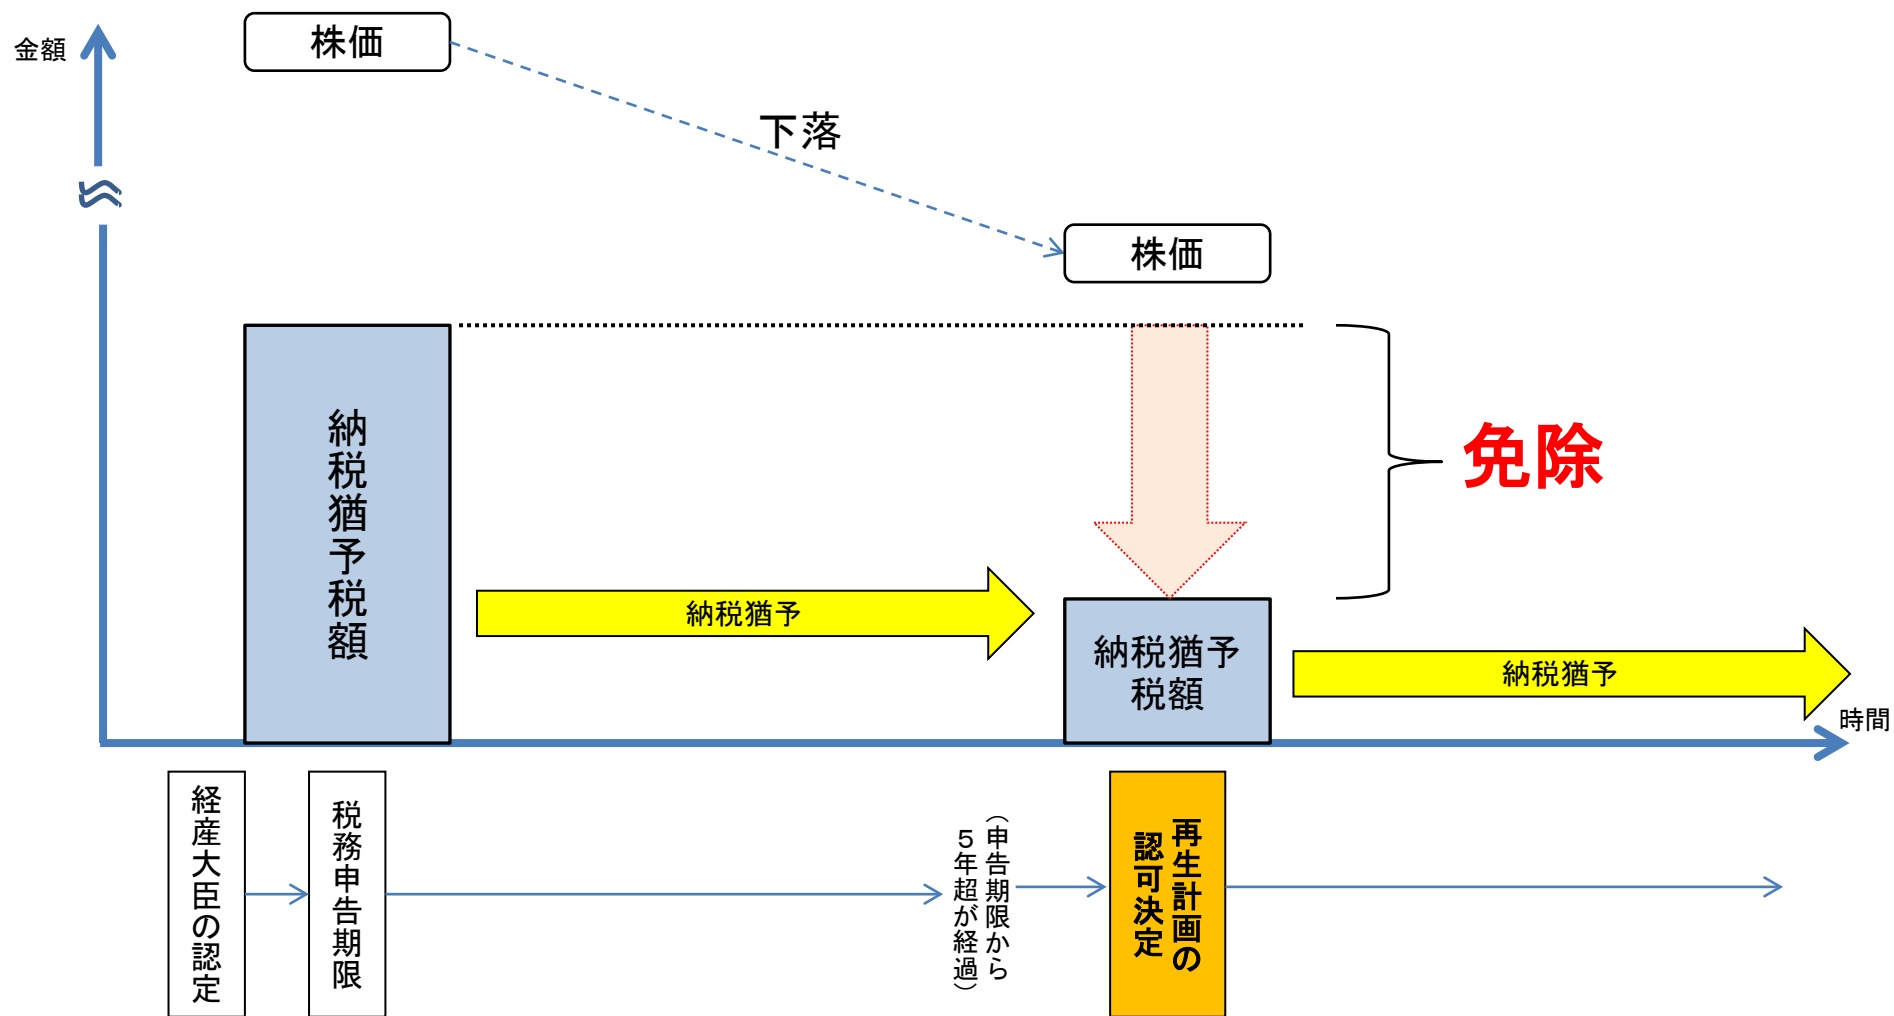 金額
株価
下落
株価
納税猶予税額
免除
納税猶予
納税猶予
税額
納税猶予
時間
経産大臣の認定
税務申告期限
（申告期限から
５年超が経過）
再生計画の
認可決定